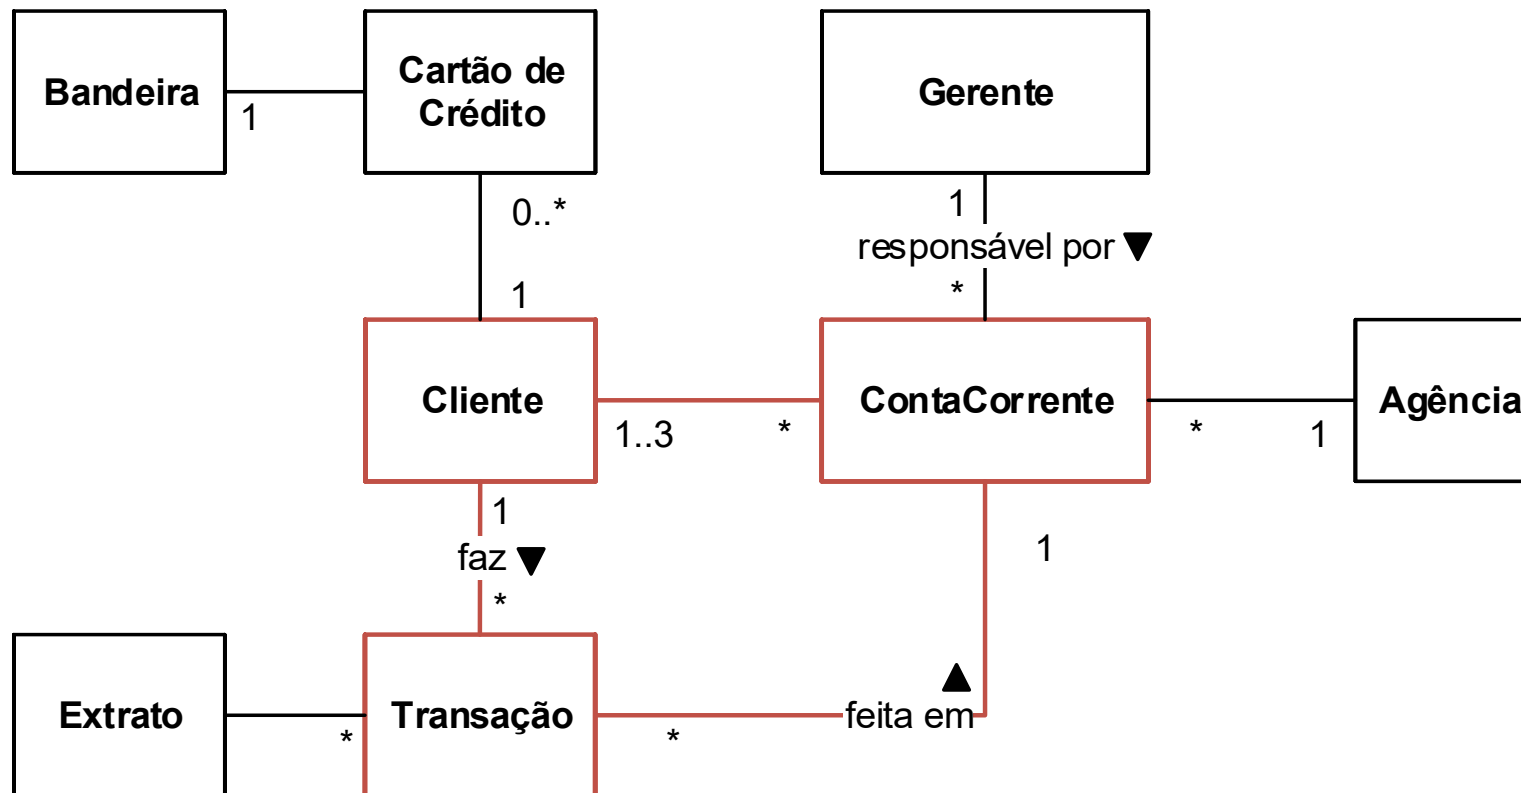 Bandeira
1
Cartão de
Crédito
Gerente
0..*
1
1
responsável por ▼
*
Cliente
1..3
*
ContaCorrente
*
1
Agência
1
faz ▼
*
1
Extrato
*
Transação
*
▲
feita em